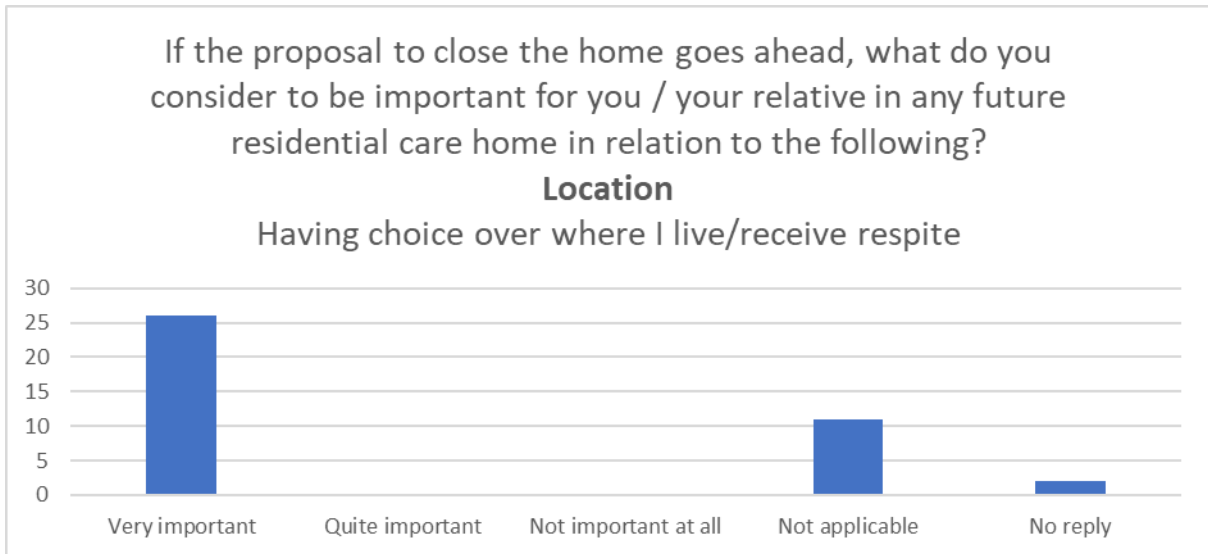 If the proposal to close the home goes ahead, what do you
consider to be important for you / your relative in any future
residential care home in relation to the following?
Location
Having choice over where I live/receive respite
30
25
20
15
10
5
0
Very important
Quite important
Not important at all
Not applicable
No reply